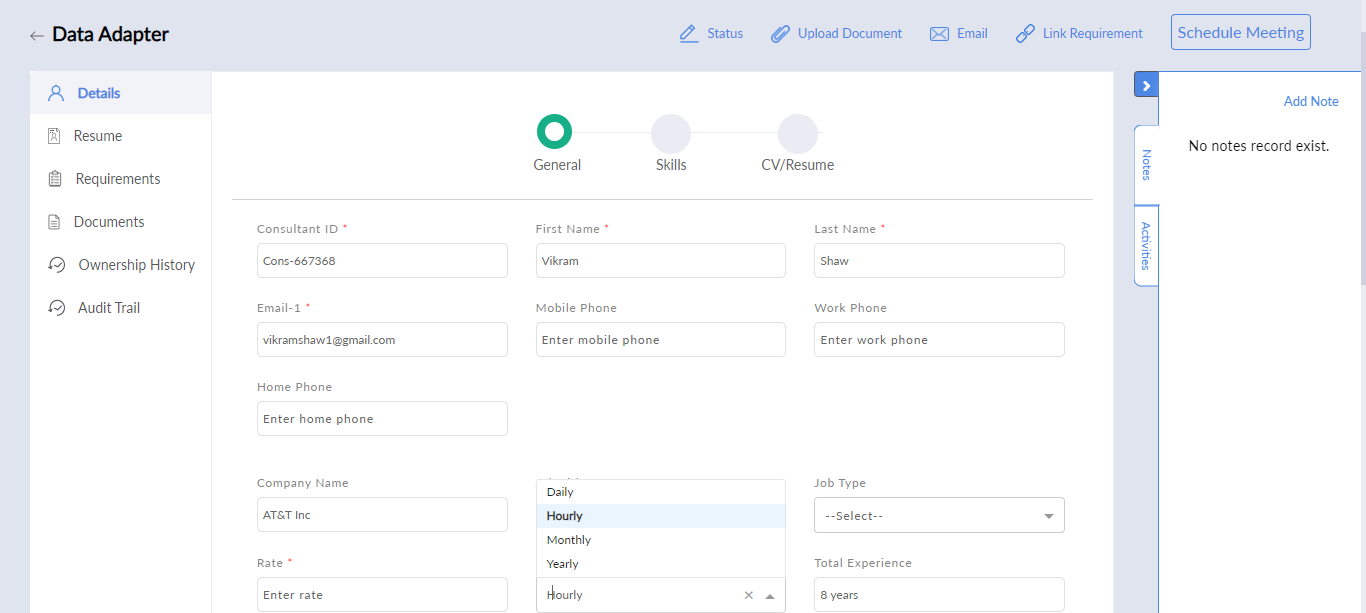 Data Adapter
Status
Upload Document
Email
Link Requirement
Schedule Meeting
Details
Resume
Requirements
Documents
Ownership History
Audit Trail
General
Skills
CV/Resume
Consultant ID *
First Name *
Last Name *
Cons-667368
Vikram
Shaw
Email-1 *
Mobile Phone
Work Phone
vikramshaw1@gmail.com
Enter mobile phone
Enter work phone
Home Phone
Enter home phone
Company Name
Job Type
AT&T Inc
--Select--
Daily
Hourly
Monthly
Yearly
Rate *
Total Experience
Enter rate
Hourly
8 years
Add Note
No notes record exist.
Notes
Activities